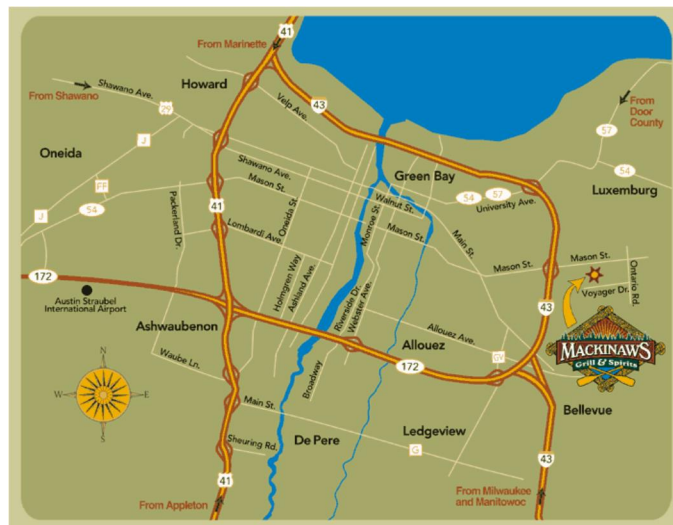 41
From Marinette
Howard
43
Shawano Ave.
From Shawano
Velp Ave.
29
From
Door
County
57
J
Oneida
Shawano Ave.
Green Bay
54
FF
Mason St.
Walnut St.
54
57
University Ave.
Luxemburg
Packerland Dr.
Oneida St.
Monroe St.
54
J
41
Lombardi Ave.
Mason St.
Main St.
Mason St.
Mason St.
Ontario Rd.
172
Holmgren Way
Ashland Ave.
Voyager Dr.
Austin Straubel
International Airport
Riverside Dr.
Webster Ave.
43
Ashwaubenon
Allouez Ave.
Allouez
MACKINAWS
Grill & Spirits
N
W
E
S
Waube Ln.
GV
172
Broadway
Main St.
Bellevue
De Pere
Ledgeview
Sheuring Rd.
G
43
41
From Appleton
From Milwaukee
and Manitowoc